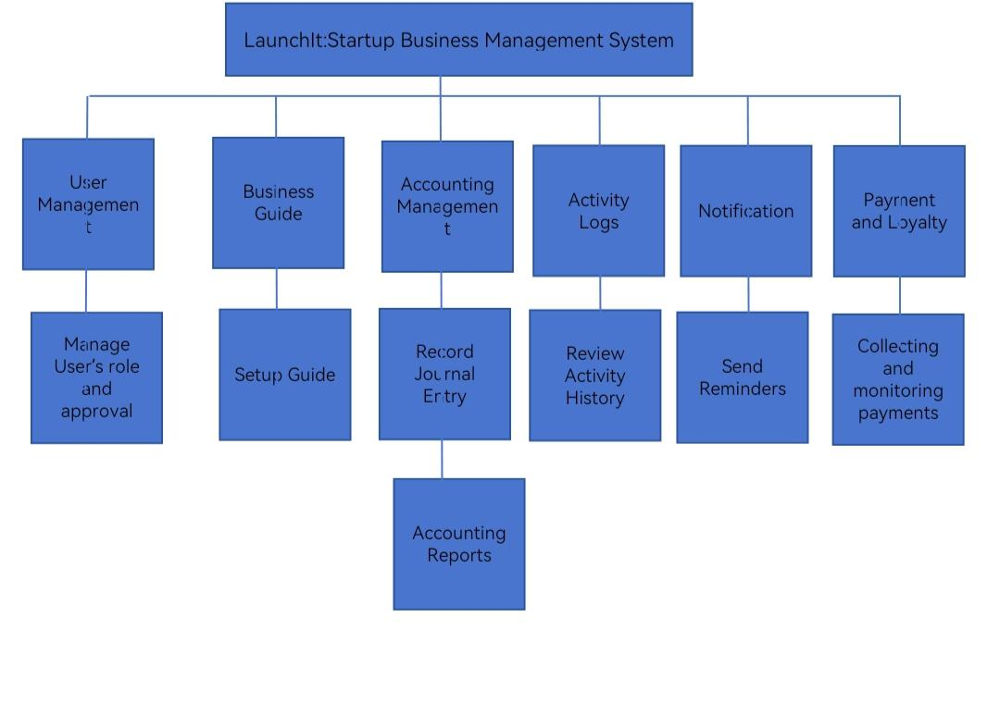 LaunchIt:Startup Business Management System
User
Managemen
t
Business
Guide
Accounting
Managemen
t
Activity
Logs
Notification
Payment
and Loyalty
Manage
User's role
and
approval
Setup Guide
Record
Journal
Entry
Review
Activity
History
Send
Reminders
Collecting
and
monitoring
payments
Accounting
Reports